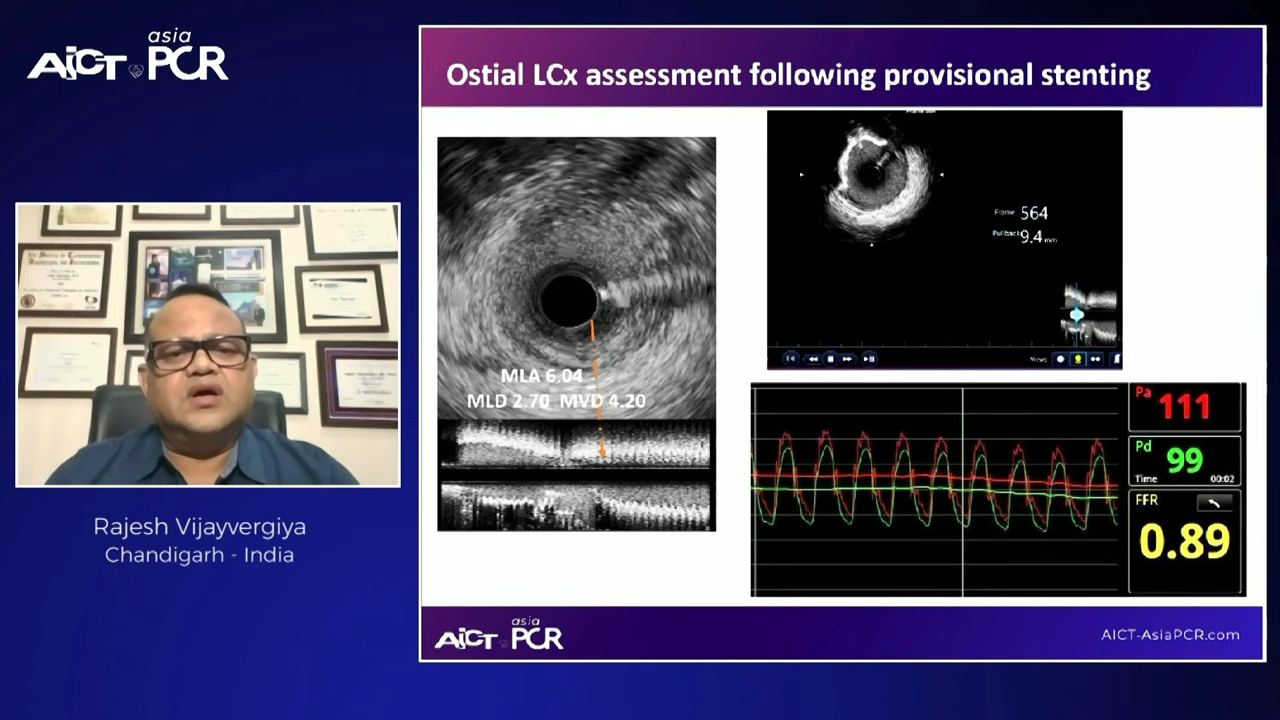 asia
AICT PCR
Ostial LCx assessment following provisional stenting
MLA 6.04
MLD 2.70 MVD 4.20
Frame 564
Pullback 9.4 mm
Views
Pa 111
Pd 99
Time 00:02
FFR
0.89
Rajesh Vijayvergiya
Chandigarh - India
asia
AICT PCR
AICT-AsiaPCR.com